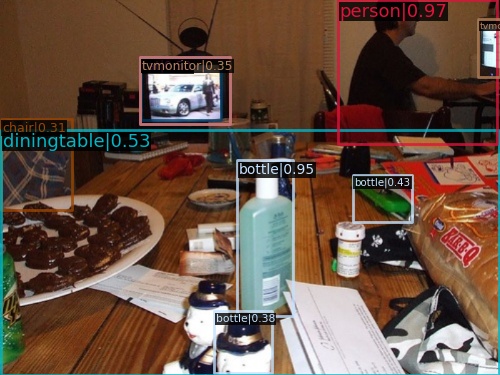 person|0.97
tvmo
tvmonitor|0.35
chair|0.31
diningtable|0.53
bottle|0.95
bottle|0.43
bottle|0.38